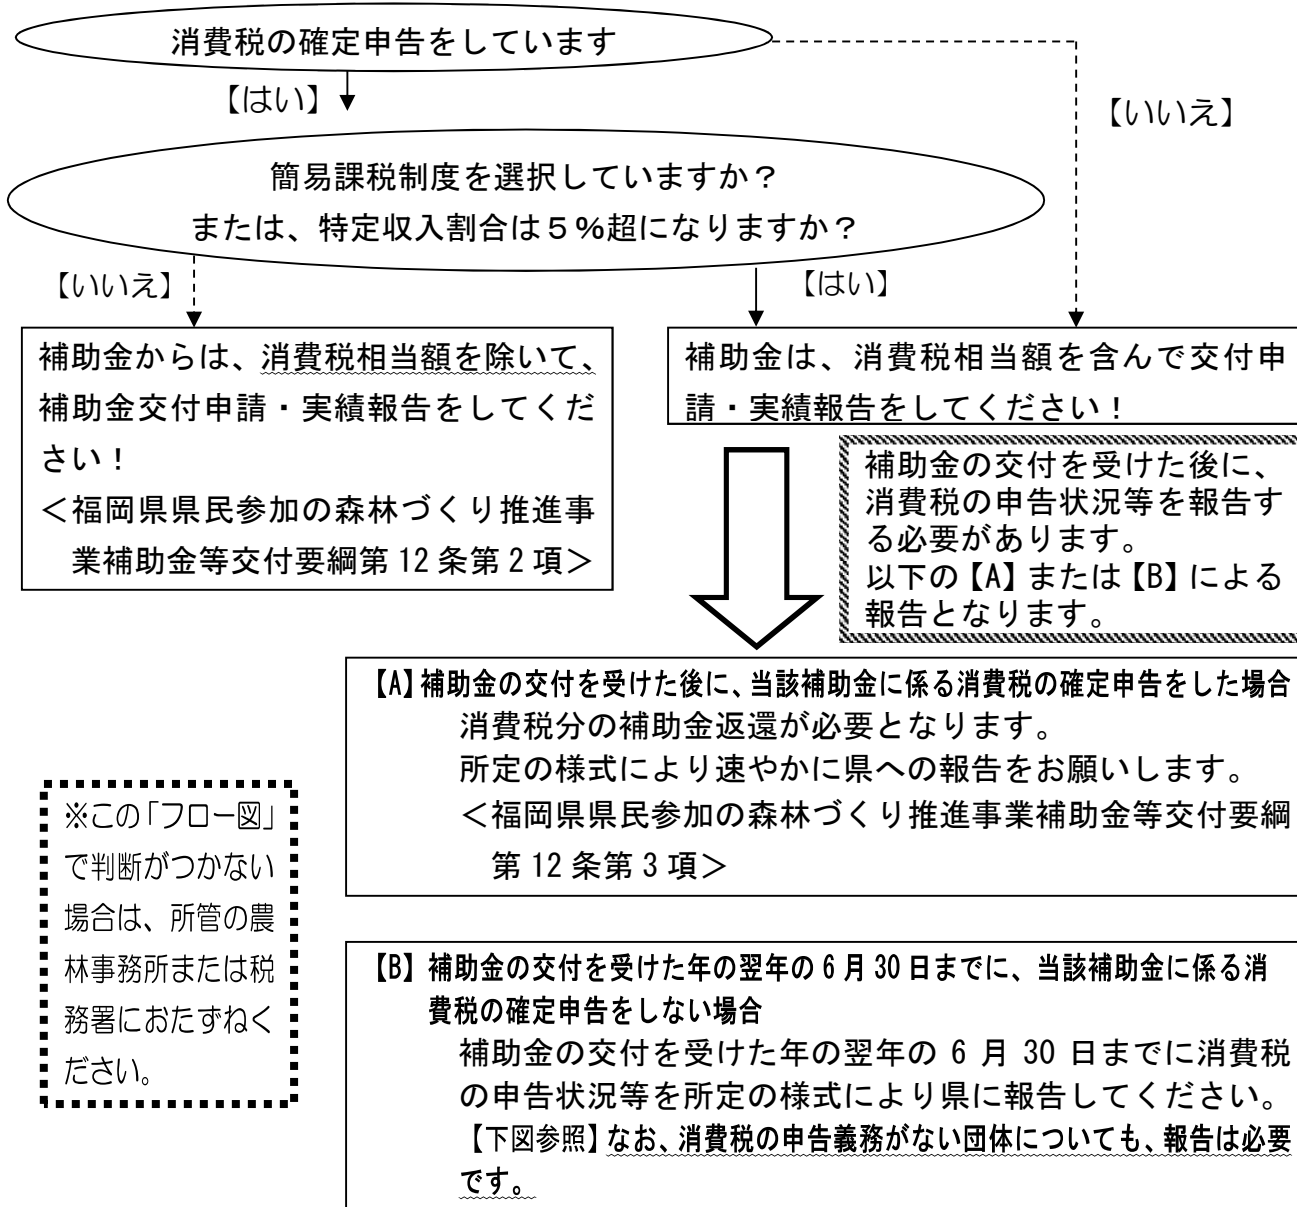 消費税の確定申告をしています
【はい】
【いいえ】
簡易課税制度を選択していますか？
または、特定収入割合は５％超になりますか？
【いいえ】
【はい】
補助金からは、消費税相当額を除いて、
補助金交付申請・実績報告をしてくだ
さい！
＜福岡県県民参加の森林づくり推進事
業補助金等交付要綱第 12 条第 2 項＞
補助金は、消費税相当額を含んで交付申
請・実績報告をしてください！
補助金の交付を受けた後に、
消費税の申告状況等を報告す
る必要があります。
以下の【A】または【B】による
報告となります。
【A】補助金の交付を受けた後に、当該補助金に係る消費税の確定申告をした場合
消費税分の補助金返還が必要となります。
所定の様式により速やかに県への報告をお願いします。
＜福岡県県民参加の森林づくり推進事業補助金等交付要綱
第 12 条第 3 項＞
※この「フロー図」
で判断がつかない
場合は、所管の農
林事務所または税
務署におたずねく
ださい。
【B】補助金の交付を受けた年の翌年の 6 月 30 日までに、当該補助金に係る消
費税の確定申告をしない場合
補助金の交付を受けた年の翌年の 6 月 30 日までに消費税
の申告状況等を所定の様式により県に報告してください。
【下図参照】なお、消費税の申告義務がない団体についても、報告は必要
です。